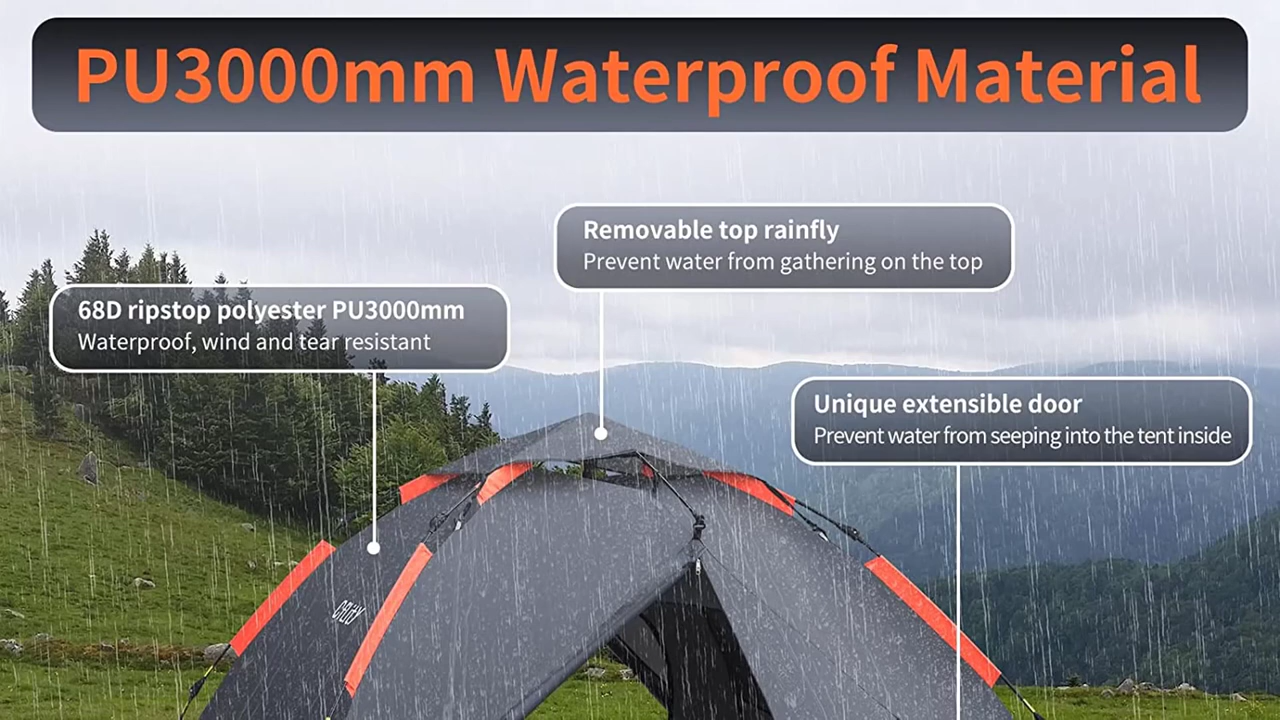 PU3000mm Waterproof Material
Removable top rainfly
Prevent water from gathering on the top
68D ripstop polyester PU3000mm
Waterproof, wind and tear resistant
Unique extensible door
Prevent water from seeping into the tent inside